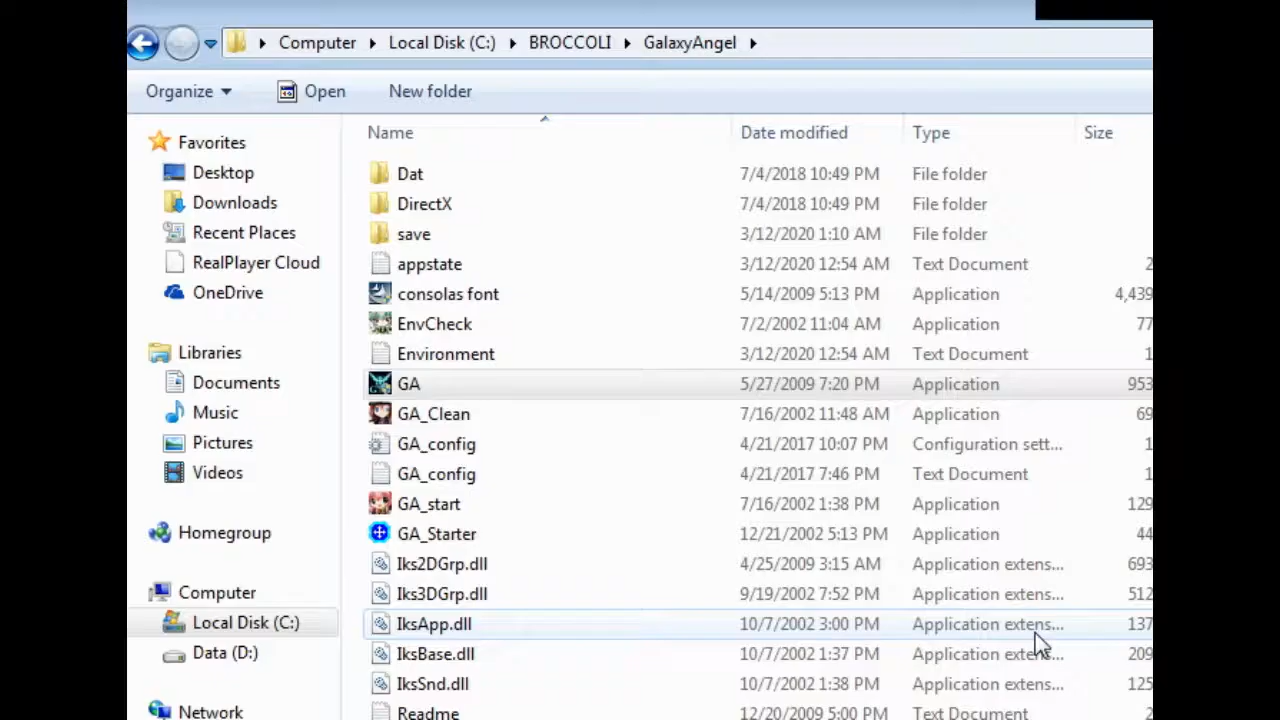 Computer Local Disk (C:) BROCCOLI GalaxyAngel
Organize Open New folder
Favorites
Desktop
Downloads
Recent Places
RealPlayer Cloud
OneDrive
Libraries
Documents
Music
Pictures
Videos
Homegroup
Computer
Local Disk (C:)
Data (D:)
Network
Name Date modified Type Size
Dat 7/4/2018 10:49 PM File folder
DirectX 7/4/2018 10:49 PM File folder
save 3/12/2020 1:10 AM File folder
appstate 3/12/2020 12:54 AM Text Document 2
consolas font 5/14/2009 5:13 PM Application 4,439
EnvCheck 7/2/2002 11:04 AM Application 77
Environment 3/12/2020 12:54 AM Text Document 1
GA 5/27/2009 7:20 PM Application 953
GA_Clean 7/16/2002 11:48 AM Application 69
GA_config 4/21/2017 10:07 PM Configuration sett... 1
GA_config 4/21/2017 7:46 PM Text Document 1
GA_start 7/16/2002 1:38 PM Application 129
GA_Starter 12/21/2002 5:13 PM Application 44
Iks2DGrp.dll 4/25/2009 3:15 AM Application extens... 693
Iks3DGrp.dll 9/19/2002 7:52 PM Application extens... 512
IksApp.dll 10/7/2002 3:00 PM Application extens... 137
IksBase.dll 10/7/2002 1:37 PM Application extens... 209
IksSnd.dll 10/7/2002 1:38 PM Application extens... 125
Readme 12/20/2009 5:00 PM Text Document 2